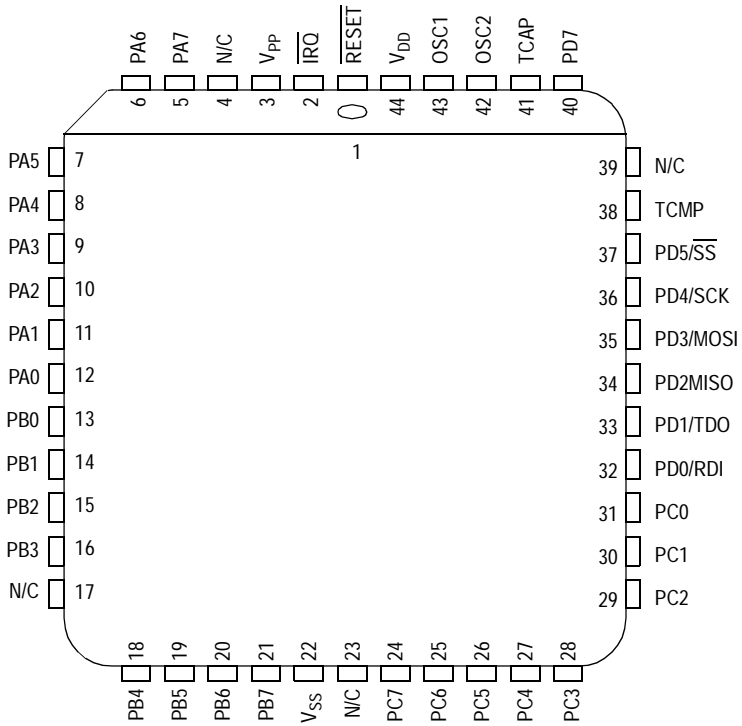 PA6 PA7 N/C VPP IRQ RESET VDD OSC1 OSC2 TCAP PD7
6 5 4 3 2 44 43 42 41 40
1
PA5 7 39 N/C
PA4 8 38 TCMP
PA3 9 37 PD5/SS
PA2 10 36 PD4/SCK
PA1 11 35 PD3/MOSI
PA0 12 34 PD2MISO
PB0 13 33 PD1/TDO
PB1 14 32 PD0/RDI
PB2 15 31 PC0
PB3 16 30 PC1
N/C 17 29 PC2
18 19 20 21 22 23 24 25 26 27 28
PB4 PB5 PB6 PB7 VSS N/C PC7 PC6 PC5 PC4 PC3